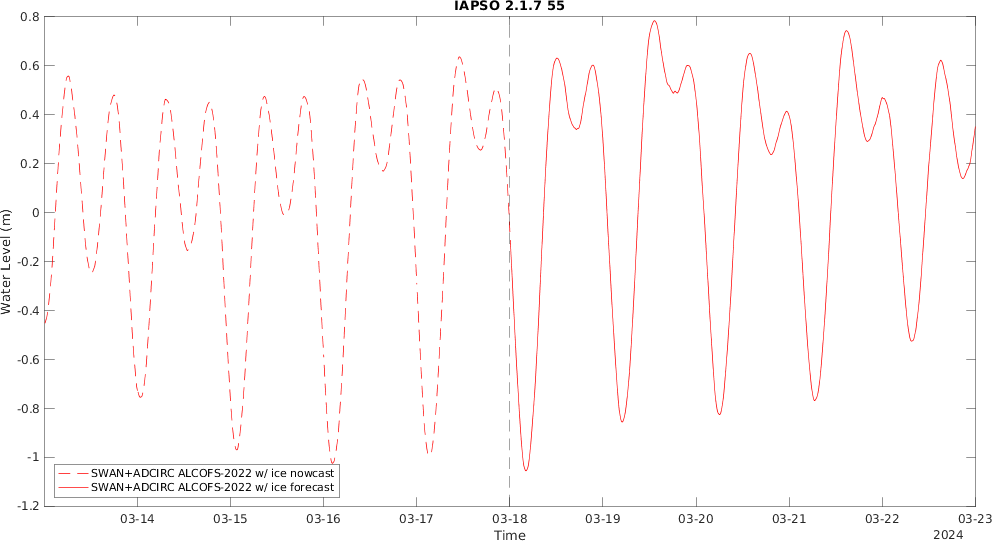 IAPSO 2.1.7 55
0.8
0.6
0.4
0.2
0
-0.2
-0.4
-0.6
-0.8
-1
-1.2
Water Level (m)
SWAN+ADCIRC ALCOFS-2022 w/ ice nowcast
SWAN+ADCIRC ALCOFS-2022 w/ ice forecast
03-14 03-15 03-16 03-17 03-18 03-19 03-20 03-21 03-22 03-23
Time
2024